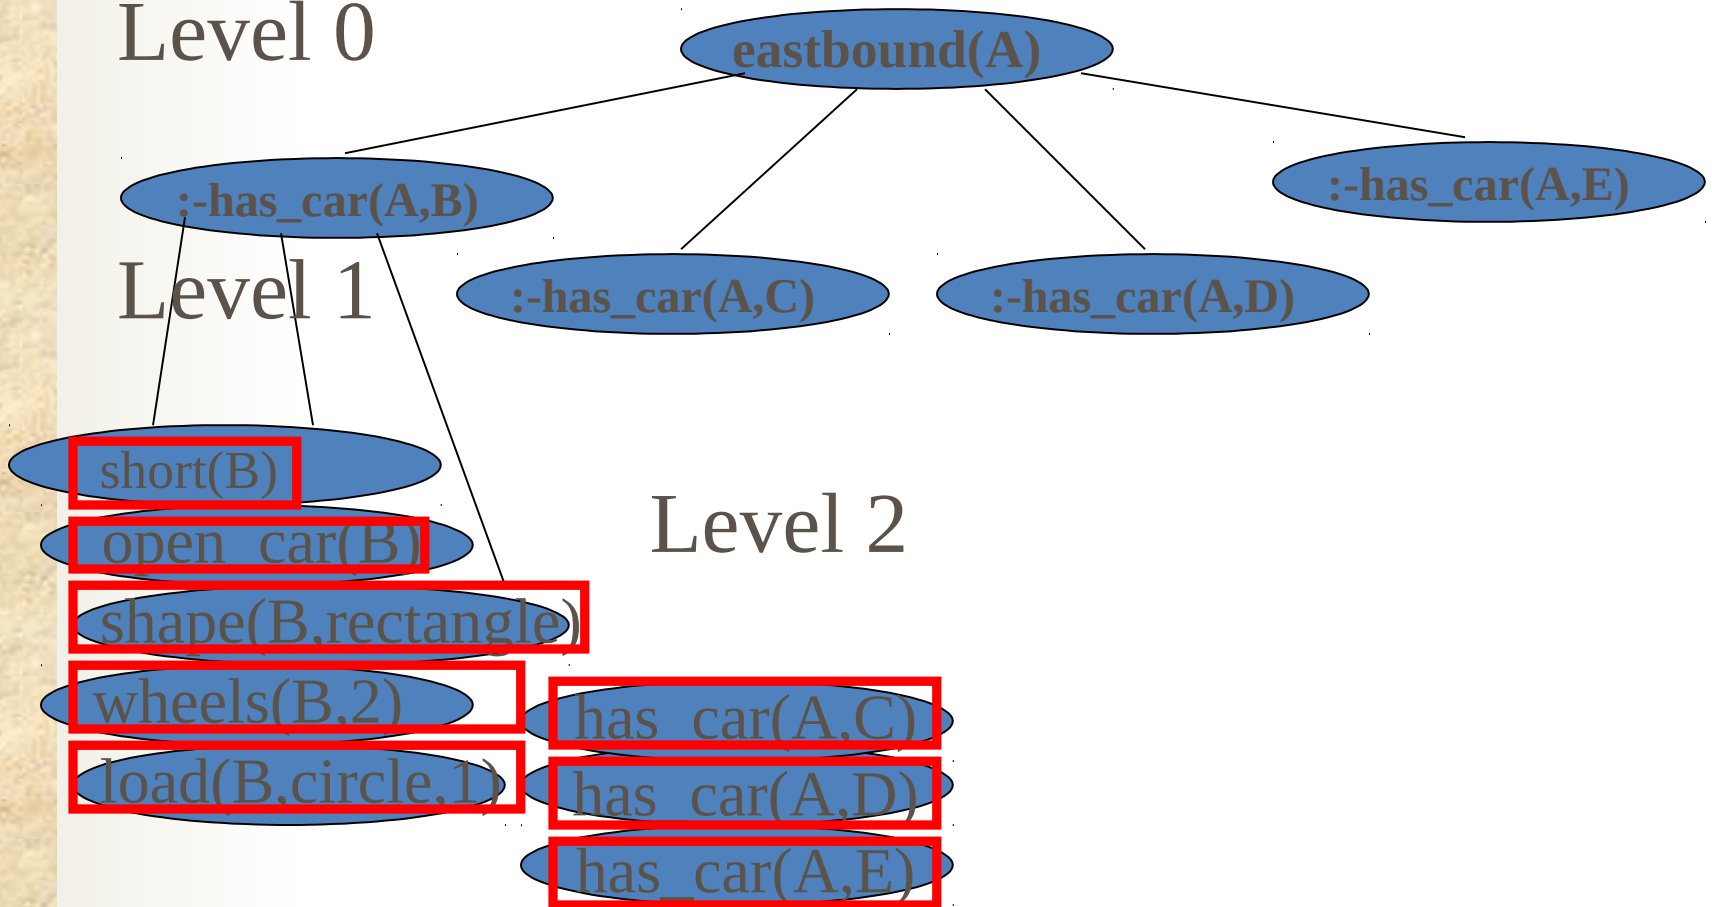 Level 0
eastbound(A)
:-has_car(A,B)
:-has_car(A,E)
Level 1
:-has_car(A,C)
:-has_car(A,D)
short(B)
Level 2
open_car(B)
shape(B,rectangle)
wheels(B,2)
has_car(A,C)
load(B,circle,1)
has_car(A,D)
has_car(A,E)